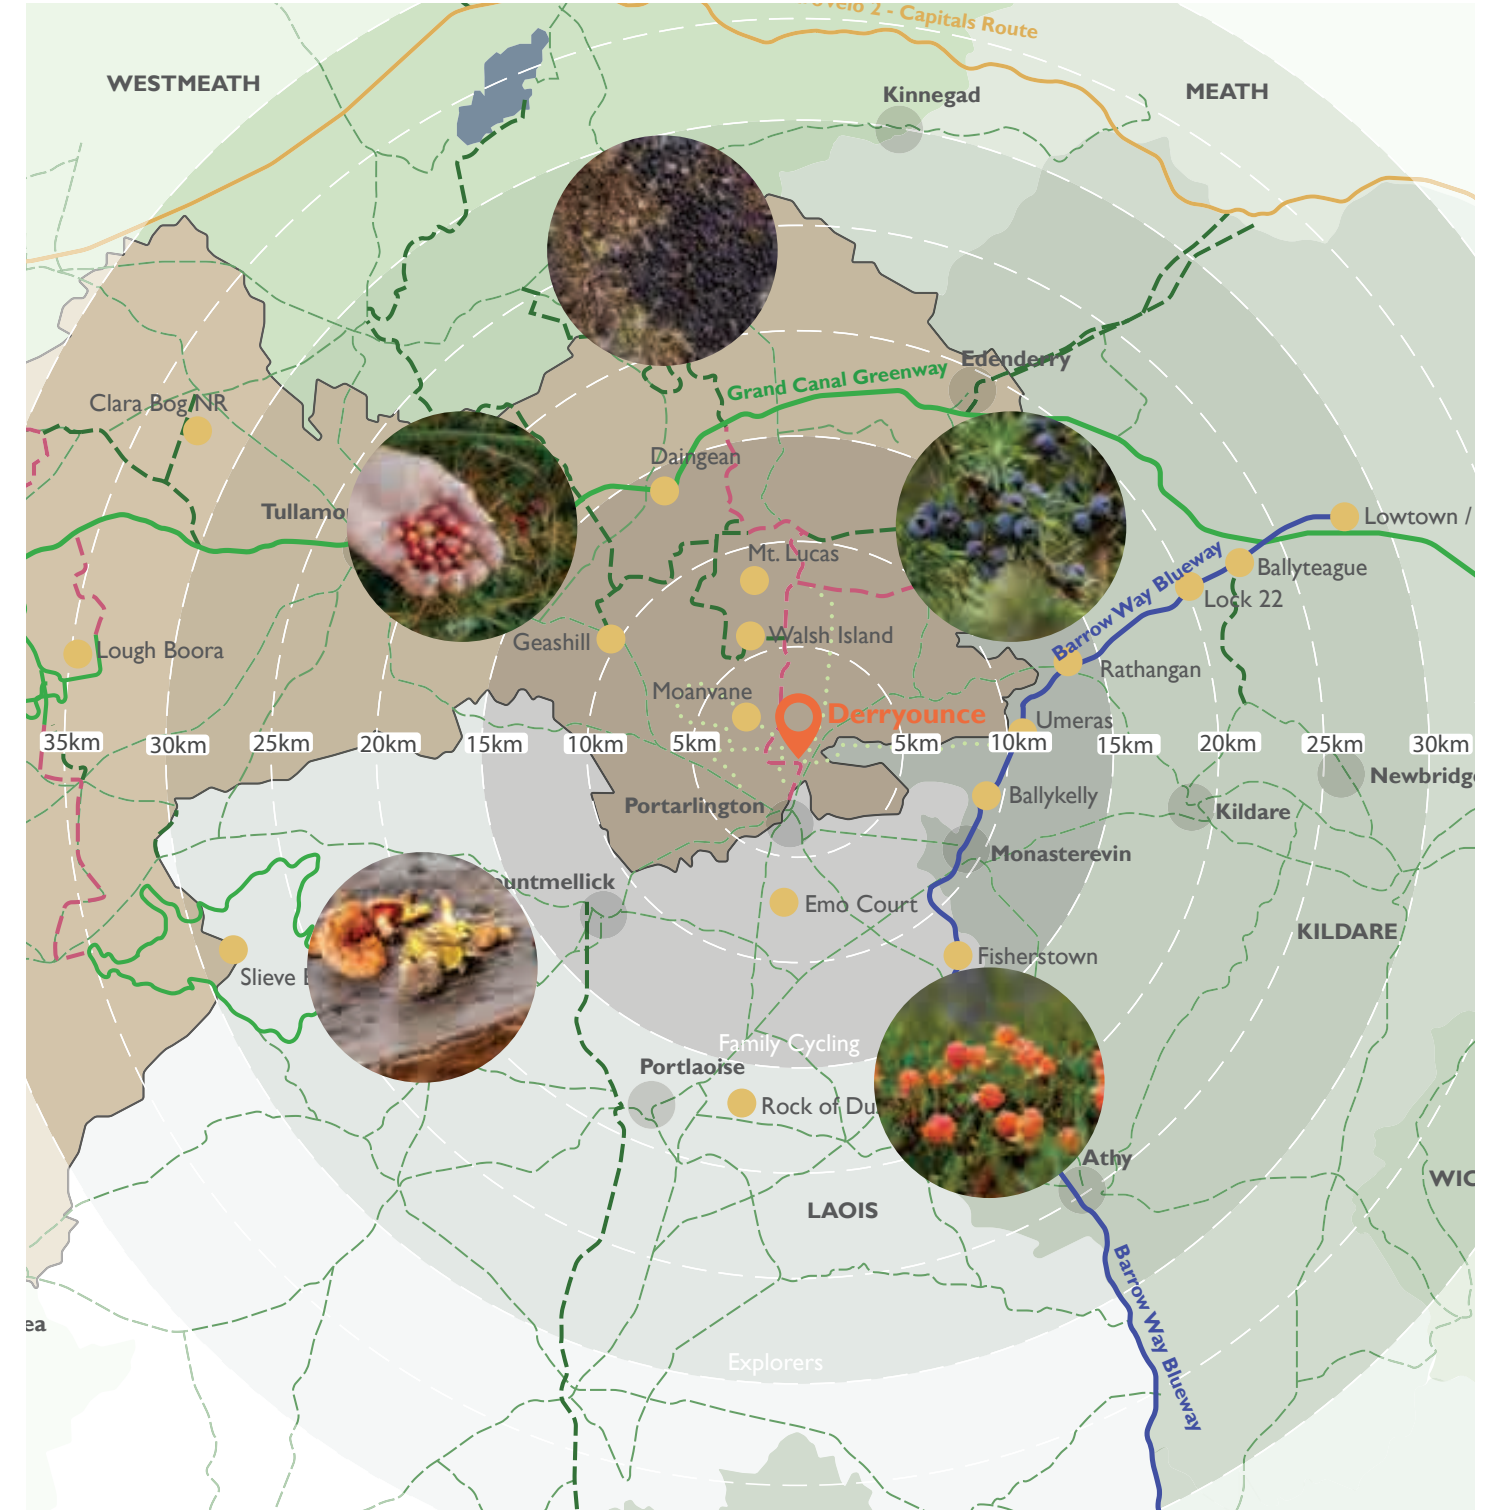 ovelo 2 - Capitals Route
WESTMEATH
MEATH
Kinnegad
Edenderry
Grand Canal Greenway
Clara Bog NR
Daingean
Tullamo
Lowtown /
Mt. Lucas
Ballyteague
Barrow Way Blueway
Lock 22
Walsh Island
Geashill
Lough Boora
Rathangan
Moanvane
Derryounce
Umeras
35km
30km
25km
20km
15km
10km
5km
5km
10km
15km
20km
25km
30km
Newbridge
Ballykelly
Portarlington
Kildare
Monasterevin
untmellick
Emo Court
KILDARE
Fisherstown
Slieve B
Family Cycling
Portlaoise
Rock of Du
Athy
WIC
LAOIS
Barrow Way Blueway
ea
Explorers